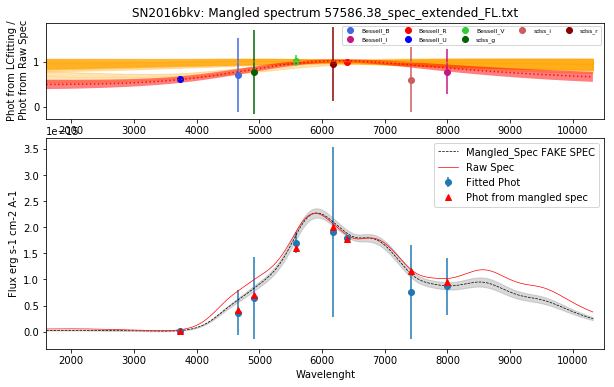 SN2016bkv: Mangled spectrum 57586.38_spec_extended_FL.txt
Phot from LCfitting /
Phot from Raw Spec
1
0
Bessell_B
Bessell_I
Bessell_R
Bessell_U
Bessell_V
sdss_g
sdss_i
sdss_r
2000 3000 4000 5000 6000 7000 8000 9000 10000
1e-15
Flux erg s-1 cm-2 A-1
3.5
3.0
2.5
2.0
1.5
1.0
0.5
0.0
Mangled_Spec FAKE SPEC
Raw Spec
Fitted Phot
Phot from mangled spec
2000 3000 4000 5000 6000 7000 8000 9000 10000
Wavelenght